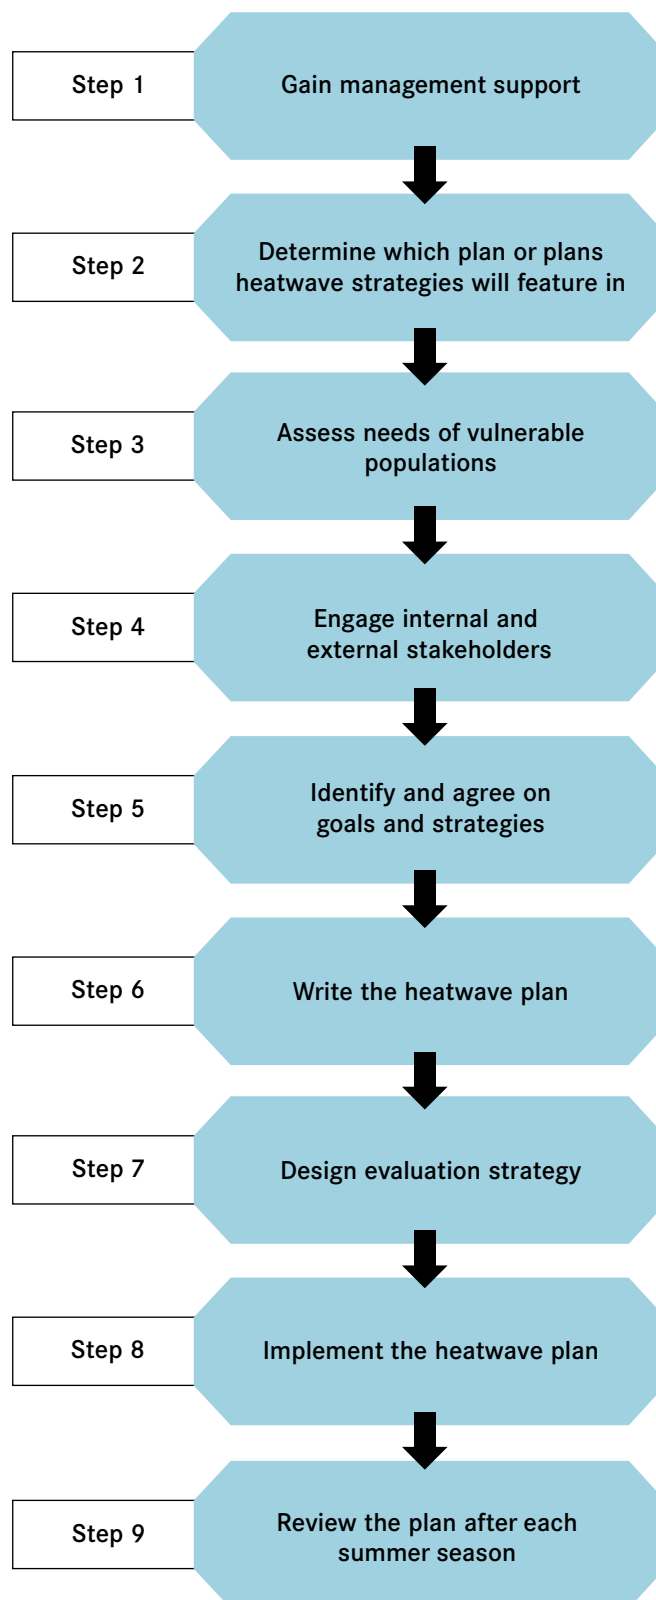 Step 1
Gain management support
Step 2
Determine which plan or plans
heatwave strategies will feature in
Step 3
Assess needs of vulnerable
populations
Step 4
Engage internal and
external stakeholders
Step 5
Identify and agree on
goals and strategies
Step 6
Write the heatwave plan
Step 7
Design evaluation strategy
Step 8
Implement the heatwave plan
Step 9
Review the plan after each
summer season